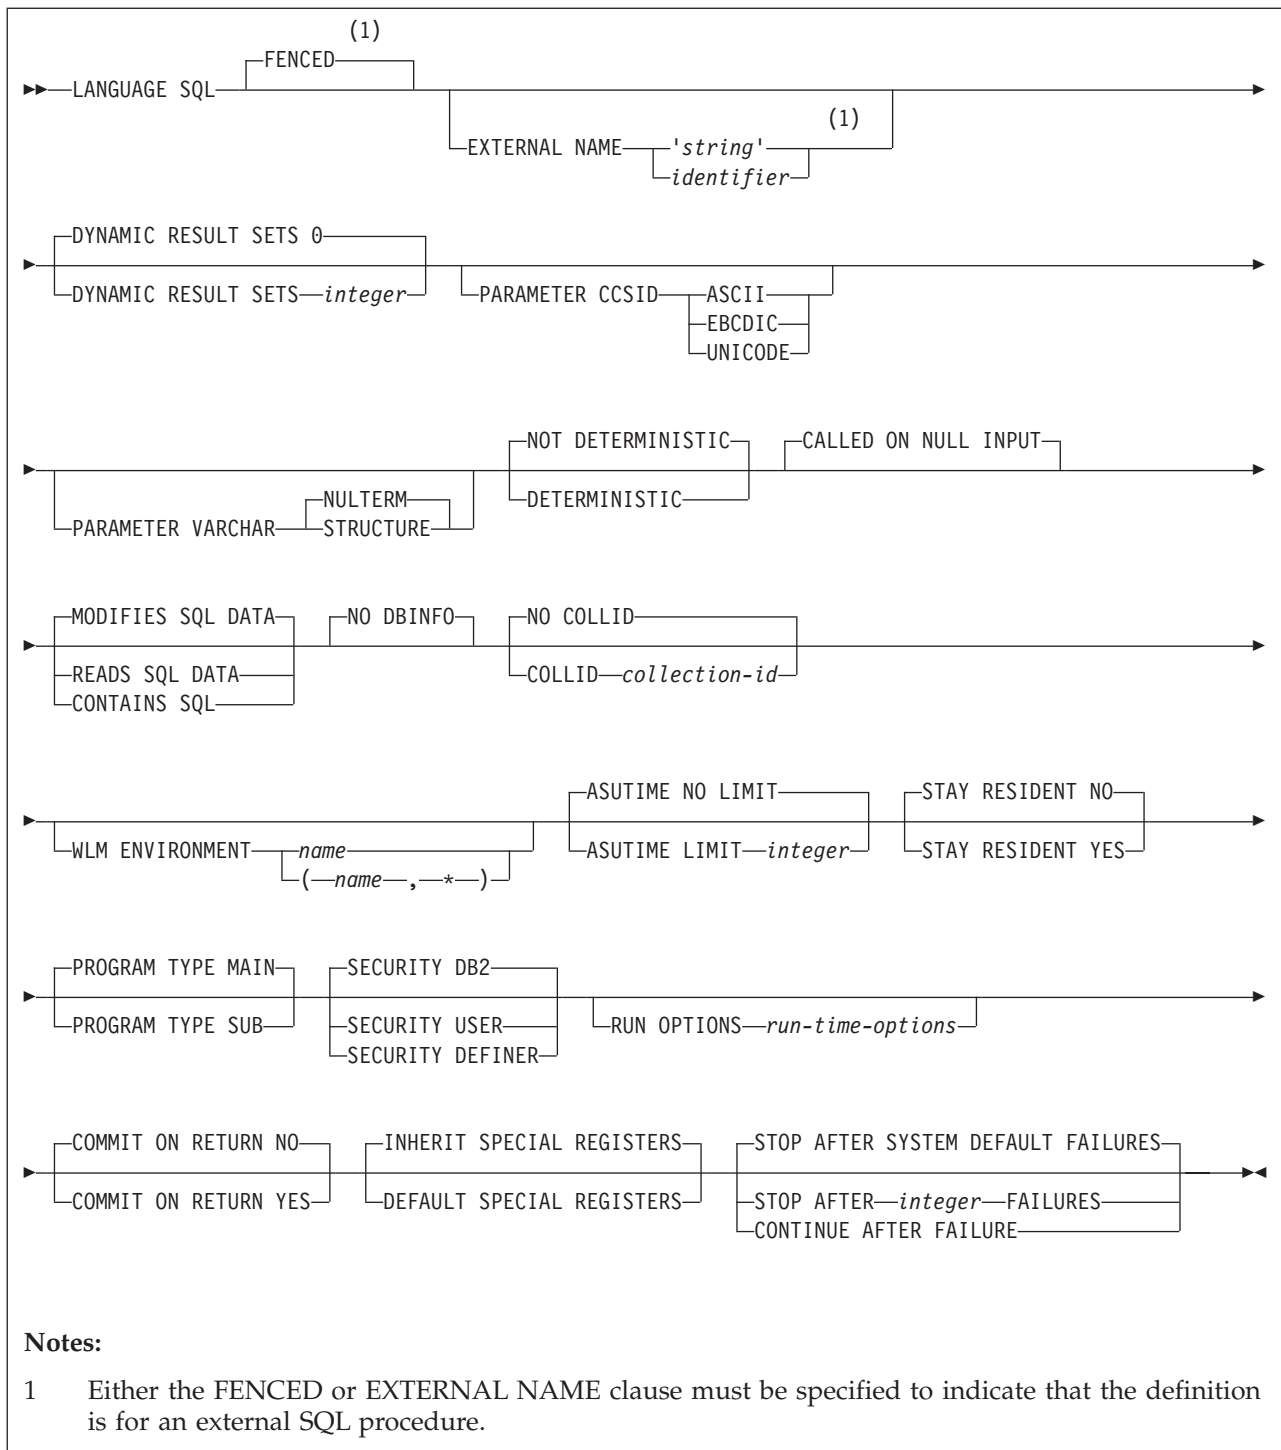 (1)
FENCED
LANGUAGE SQL
(1)
EXTERNAL NAME 'string'
identifier
DYNAMIC RESULT SETS 0
DYNAMIC RESULT SETS integer PARAMETER CCSID ASCII
EBCDIC
UNICODE
NOT DETERMINISTIC CALLED ON NULL INPUT
NULTERM DETERMINISTIC
PARAMETER VARCHAR STRUCTURE
MODIFIES SQL DATA NO DBINFO NO COLLID
READS SQL DATA COLLID collection-id
CONTAINS SQL
ASUTIME NO LIMIT STAY RESIDENT NO
WLM ENVIRONMENT name ASUTIME LIMIT integer STAY RESIDENT YES
( name , * )
PROGRAM TYPE MAIN SECURITY DB2
PROGRAM TYPE SUB SECURITY USER RUN OPTIONS run-time-options
SECURITY DEFINER
COMMIT ON RETURN NO INHERIT SPECIAL REGISTERS STOP AFTER SYSTEM DEFAULT FAILURES
COMMIT ON RETURN YES DEFAULT SPECIAL REGISTERS STOP AFTER integer FAILURES
CONTINUE AFTER FAILURE
Notes:
1 Either the FENCED or EXTERNAL NAME clause must be specified to indicate that the definition
is for an external SQL procedure.